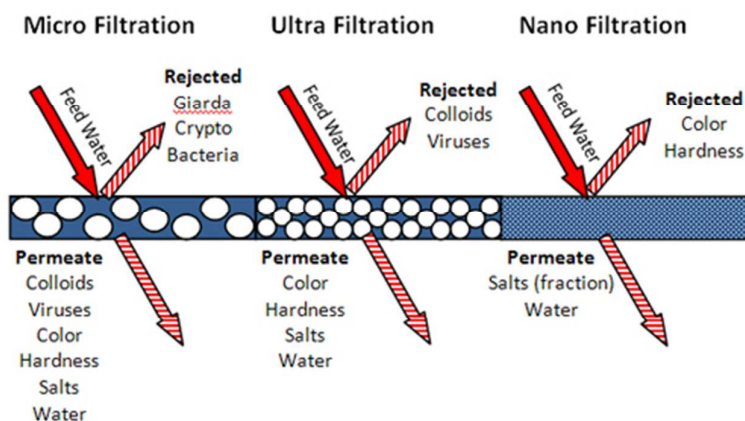 Micro Filtration
Feed Water
Rejected
Giarda
Crypto
Bacteria
Permeate
Colloids
Viruses
Color
Hardness
Salts
Water
Ultra Filtration
Feed Water
Rejected
Colloids
Viruses
Permeate
Color
Hardness
Salts
Water
Nano Filtration
Feed Water
Rejected
Color
Hardness
Permeate
Salts (fraction)
Water